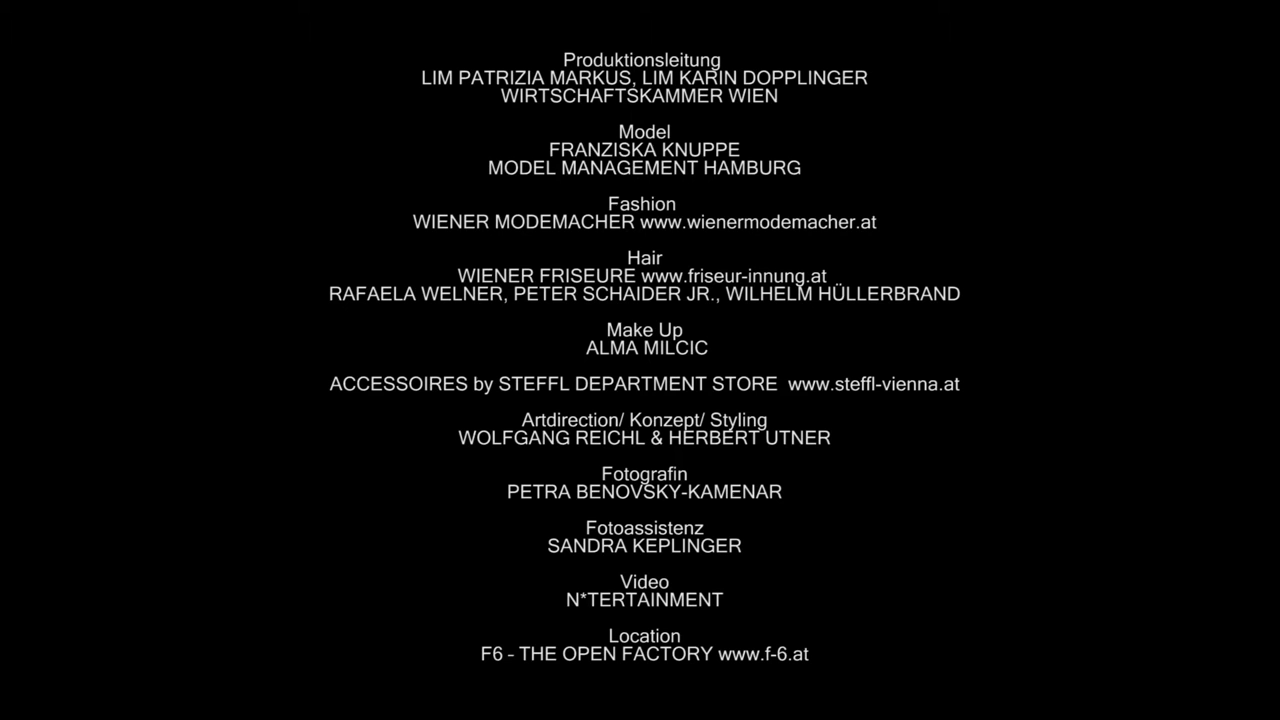 Produktionsleitung
LIM PATRIZIA MARKUS, LIM KARIN DOPPLINGER
WIRTSCHAFTSKAMMER WIEN
Model
FRANZISKA KNUPPE
MODEL MANAGEMENT HAMBURG
Fashion
WIENER MODEMACHER www.wienermodemacher.at
Hair
WIENER FRISEURE www.friseur-innung.at
RAFAELA WELNER, PETER SCHAIDER JR., WILHELM HÜLLERBRAND
Make Up
ALMA MILCIC
ACCESSOIRES by STEFFL DEPARTMENT STORE www.steffl-vienna.at
Artdirection/ Konzept/ Styling
WOLFGANG REICHL & HERBERT UTNER
Fotografin
PETRA BENOVSKY-KAMENAR
Fotoassistenz
SANDRA KEPLINGER
Video
N*TERTAINMENT
Location
F6 - THE OPEN FACTORY www.f-6.at